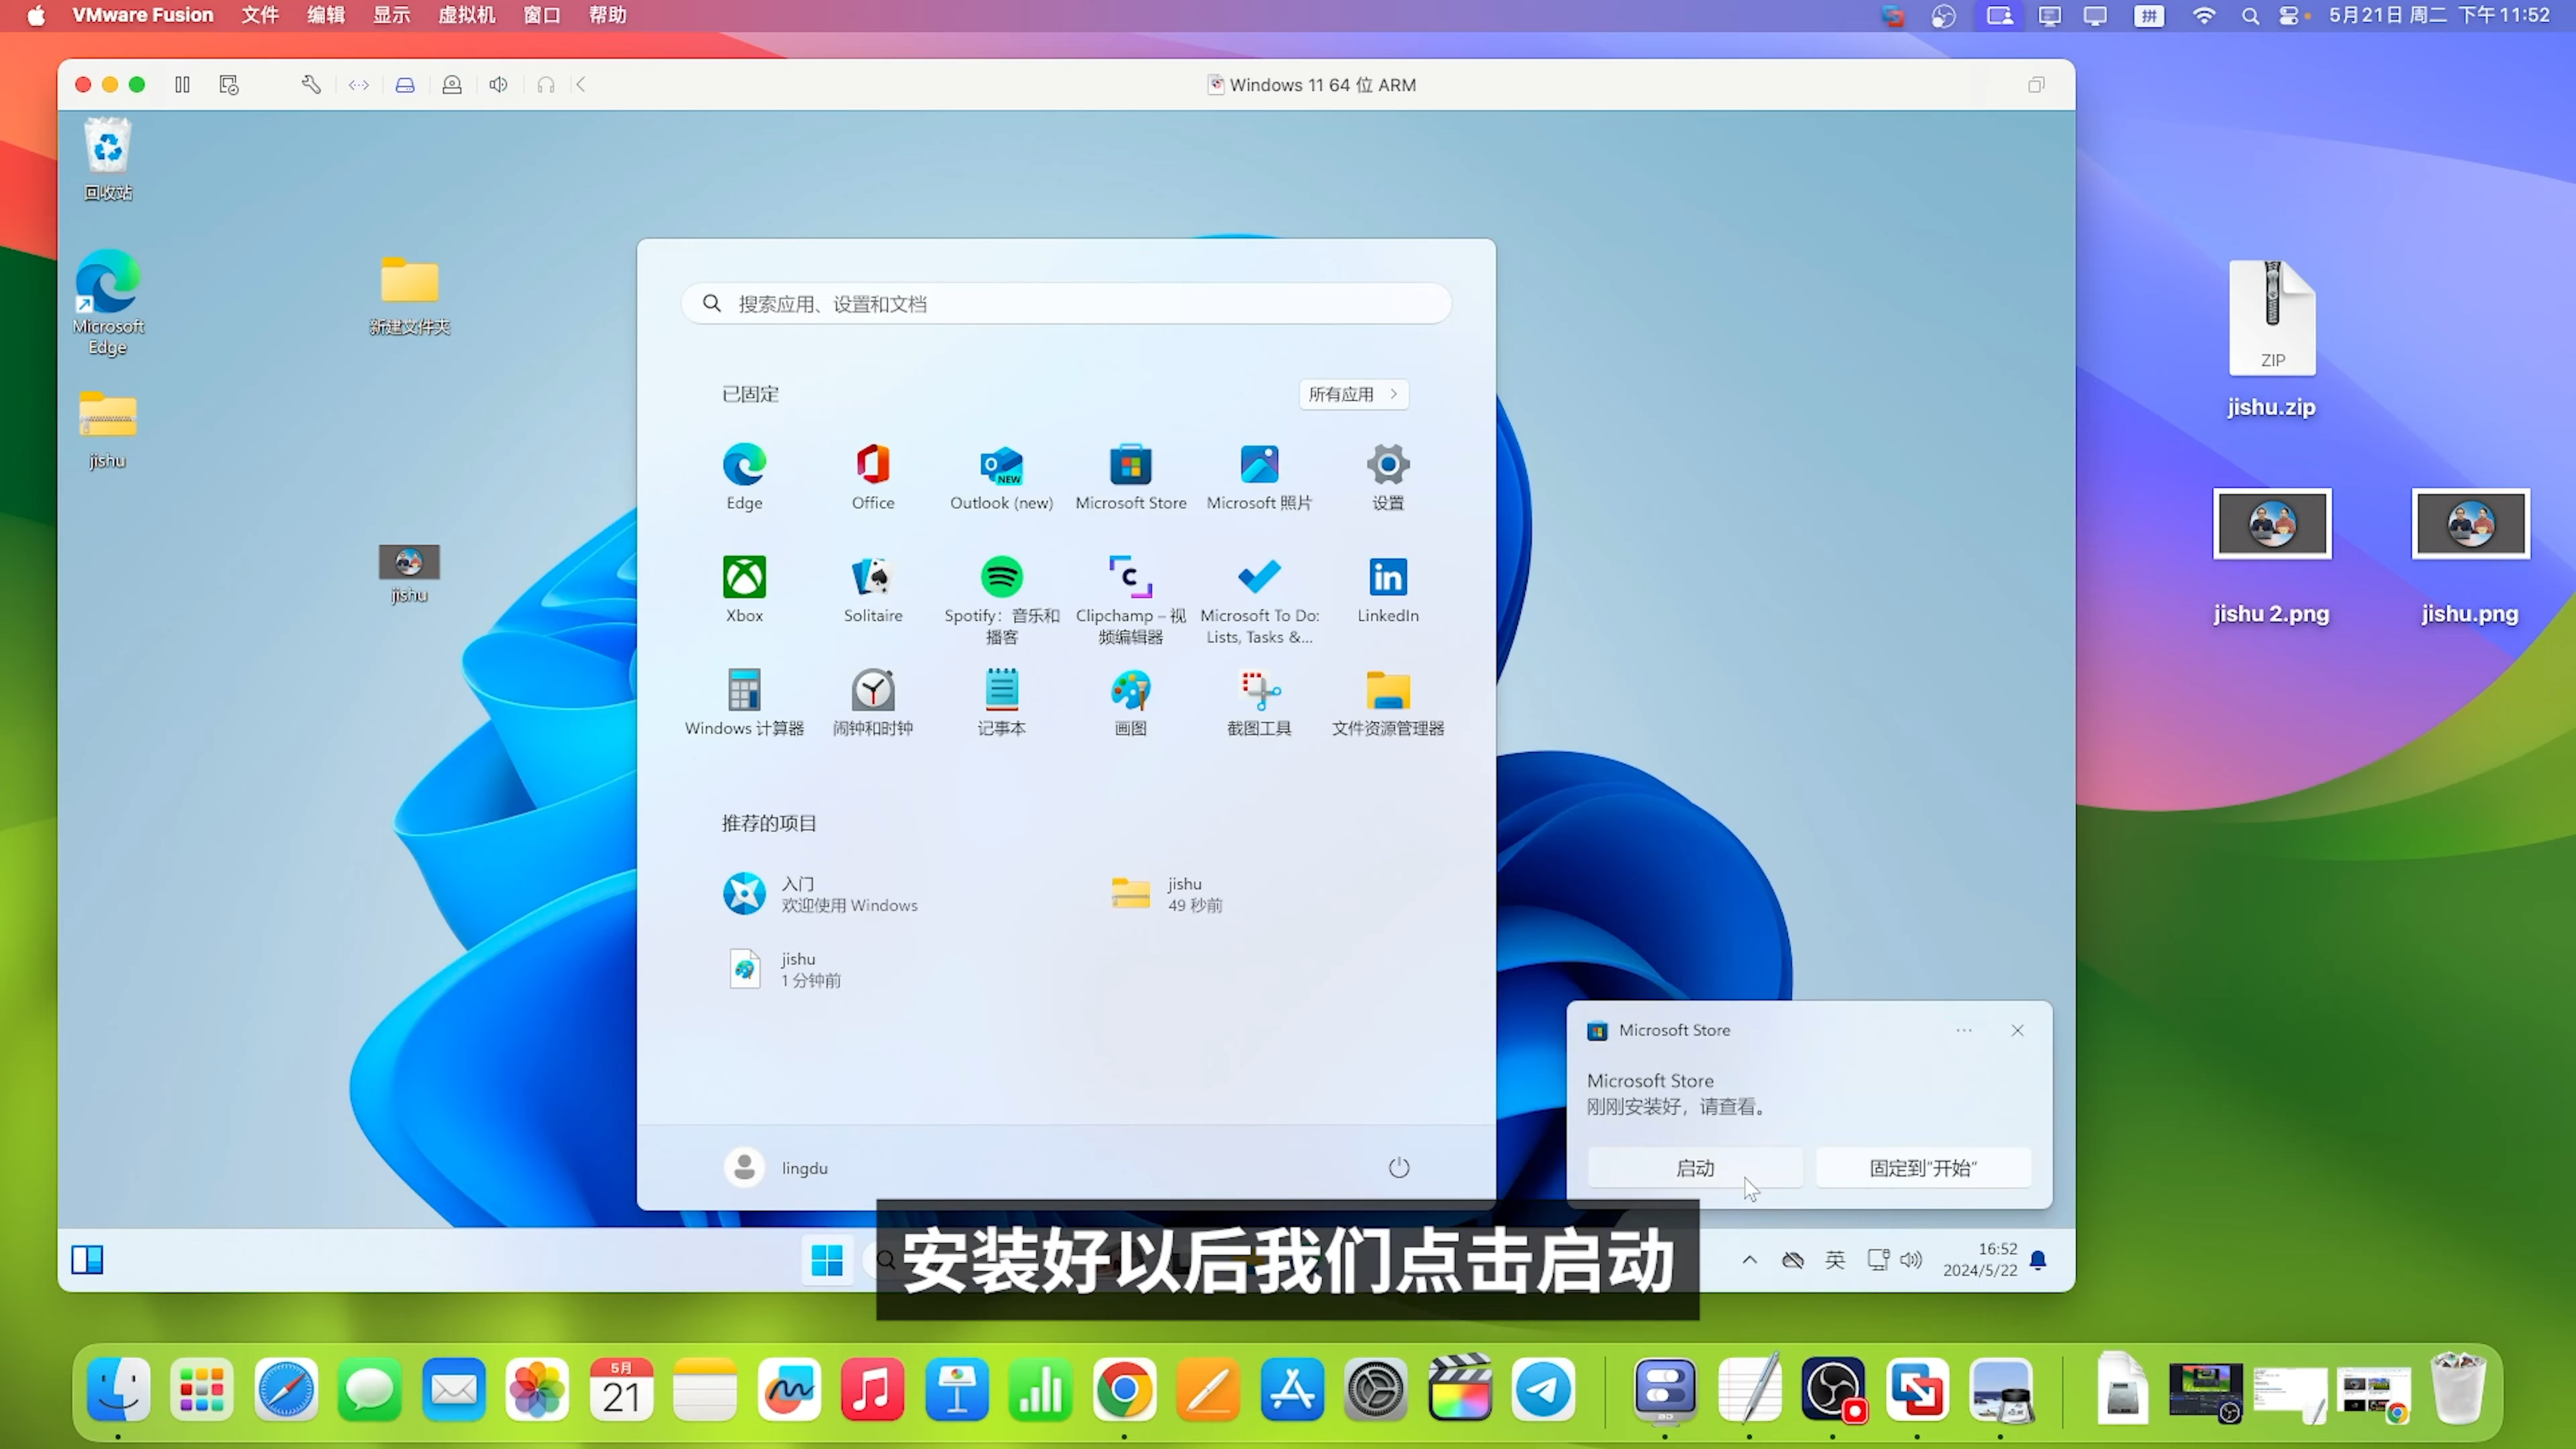 VMware Fusion 文件 编辑 显示 虚拟机 窗口 帮助
拼
5月21日 周二 下午11:52
Windows 11 64 位 ARM
回收站
Microsoft
Edge
jishu
新建文件夹
jishu
搜索应用、设置和文档
已固定
所有应用
NEW
Edge
Office
Outlook (new)
Microsoft Store
Microsoft 照片
设置
Xbox
Solitaire
Spotify：音乐和
播客
Clipchamp – 视
频编辑器
Microsoft To Do:
Lists, Tasks &...
LinkedIn
Windows 计算器
闹钟和时钟
记事本
画图
截图工具
文件资源管理器
推荐的项目
入门
欢迎使用 Windows
jishu
49 秒前
jishu
1 分钟前
lingdu
Microsoft Store
Microsoft Store
刚刚安装好，请查看。
启动
固定到"开始"
安装好以后我们点击启动
英
16:52
2024/5/22
ZIP
jishu.zip
jishu 2.png
jishu.png
5月
21